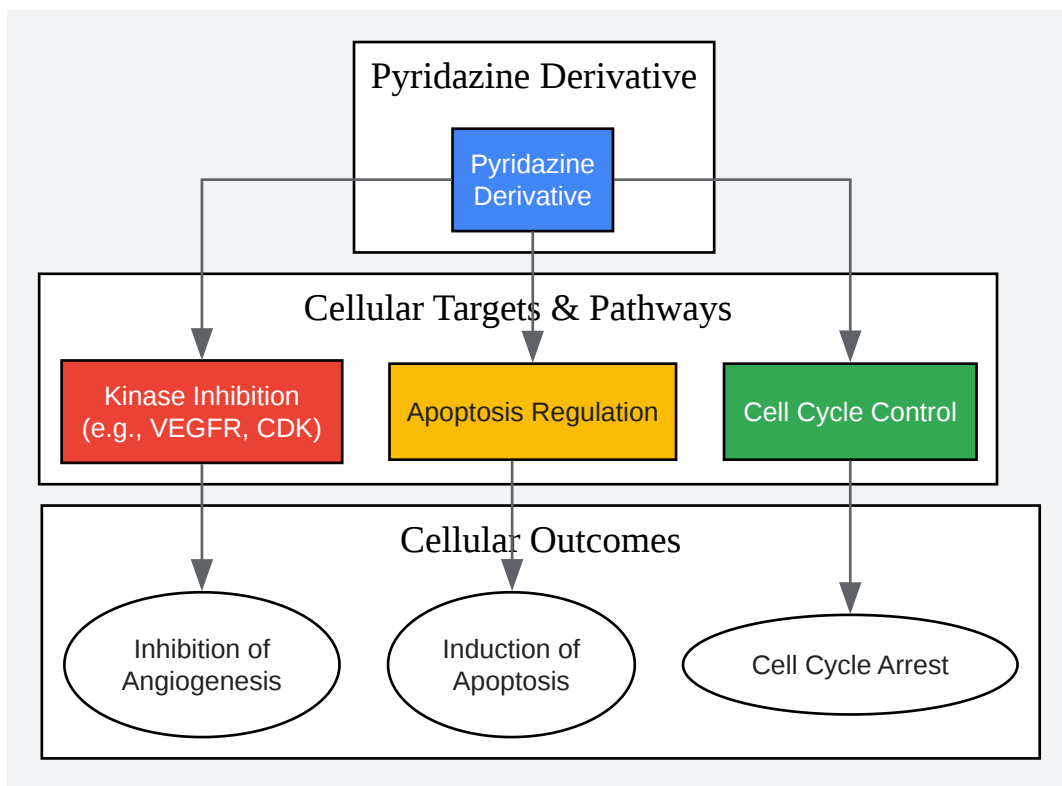 Pyridazine Derivative
Pyridazine
Derivative
Cellular Targets & Pathways
Kinase Inhibition
(e.g., VEGFR, CDK)
Apoptosis Regulation
Cell Cycle Control
Cellular Outcomes
Inhibition of
Angiogenesis
Induction of
Apoptosis
Cell Cycle Arrest